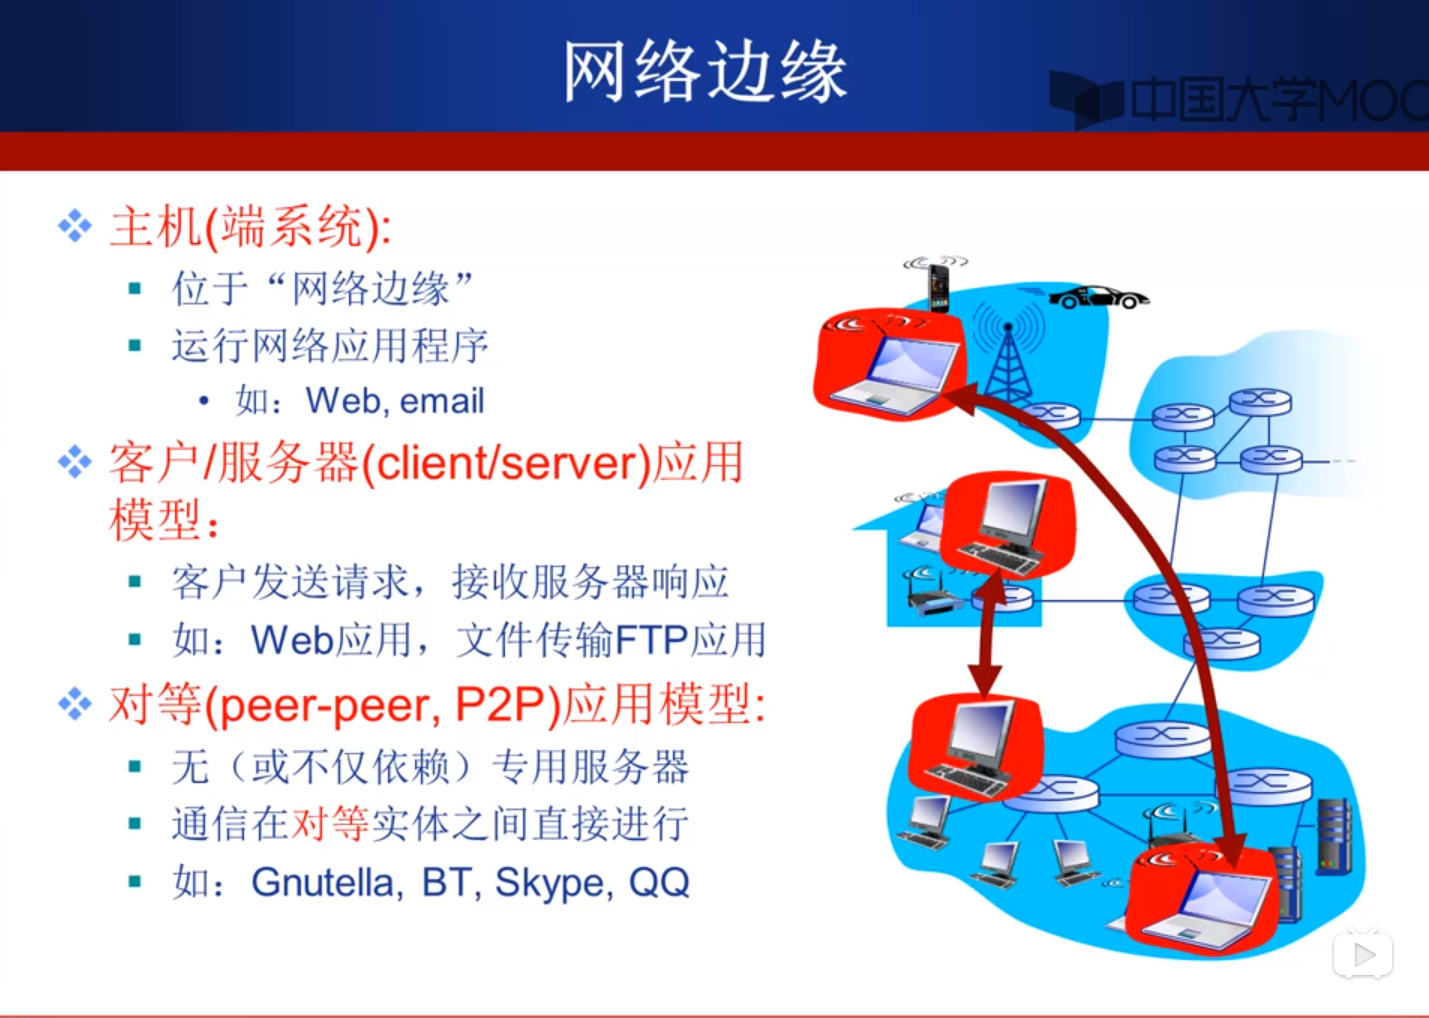 网络边缘
中国大学MOO
主机(端系统):
位于“网络边缘”
运行网络应用程序
如：Web, email
客户/服务器(client/server)应用
模型：
客户发送请求，接收服务器响应
如：Web应用，文件传输FTP应用
对等(peer-peer, P2P)应用模型:
无（或不仅依赖）专用服务器
通信在对等实体之间直接进行
如：Gnutella, BT, Skype, QQ